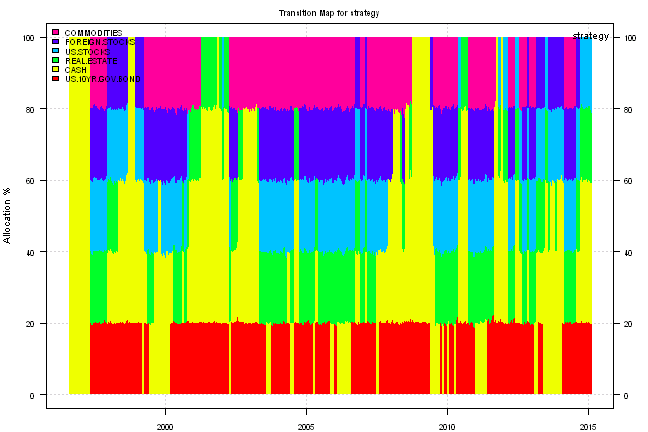 Transition Map for strategy
strategy
COMMODITIES
FOREIGN.STOCKS
US.STOCKS
REAL.ESTATE
CASH
US.10YR.GOV.BOND
Allocation %
100 100
80 80
60 60
40 40
20 20
0 0
2000 2005 2010 2015